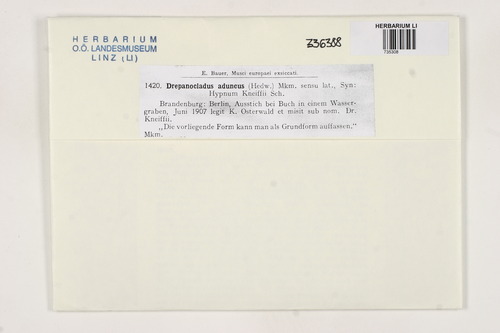 HERBARIUM
O.Ö. LANDESMUSEUM
LINZ (LI)
736388
HERBARIUM LI
E. Bauer, Musci europaei exsiccati.
1420. Drepanocladus aduncus (Hedw.) Mkm. sensu lat., Syn:
Hypnum Kneiffii Sch.
Brandenburg: Berlin, Ausstich bei Buch in einem Wasser-
graben, Juni 1907 legit K. Osterwald et misit sub nom. Dr.
Kneiffii.
„Die vorliegende Form kann man als Grundform auffassen."
Mkm.